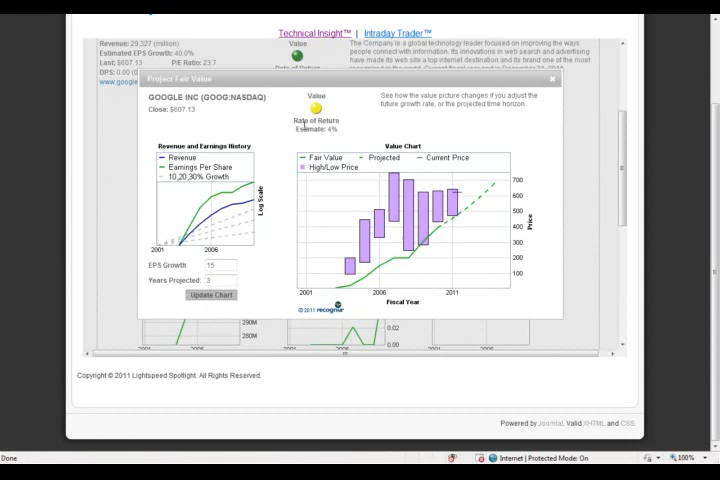 Technical Insight™ | Intraday Trader™
Revenue: 29,327 (million)
Estimated EPS Growth: 40.0%
Last: $607.13 P/E Ratio: 23.7
DPS: 0.00 (0
www.google
Value
The Company is a global technology leader focused on improving the ways
people connect with information. Its innovations in web search and advertising
have made its web site a top internet destination and its brand one of the most
Project Fair Value
GOOGLE INC (GOOG:NASDAQ)
Close: $607.13
Value
Rate of Return
Estimate: 4%
See how the value picture changes if you adjust the
future growth rate, or the projected time horizon.
Revenue and Earnings History
Revenue
Earnings Per Share
10,20,30% Growth
Log Scale
2001 2006
EPS Growth 15
Years Projected: 3
Update Chart
Value Chart
Fair Value Projected Current Price
High/Low Price
700
600
500
400
300
200
100
Price
2001 2006 2011
Fiscal Year
© 2011 recognia
290M
280M
0.02
0.00
Copyright © 2011 Lightspeed Spotlight. All Rights Reserved.
Powered by Joomla!. Valid XHTML and CSS.
Done
Internet | Protected Mode: On
100%